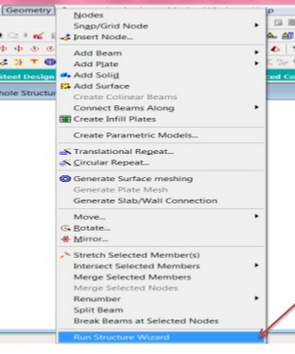 Geometry
Steel Design
Whole Structur
Nodes
Snap/Grid Node
Insert Node...
Add Beam
Add Plate
Add Solid
Add Surface
Create Colinear Beams
Connect Beams Along
Create Infill Plates
Create Parametric Models...
Translational Repeat...
Circular Repeat...
Generate Surface meshing
Generate Plate Mesh
Generate Slab/Wall Connection
Move...
Rotate...
Mirror...
Stretch Selected Member(s)
Intersect Selected Members
Merge Selected Members
Merge Selected Nodes
Renumber
Split Beam
Break Beams at Selected Nodes
Run Structure Wizard